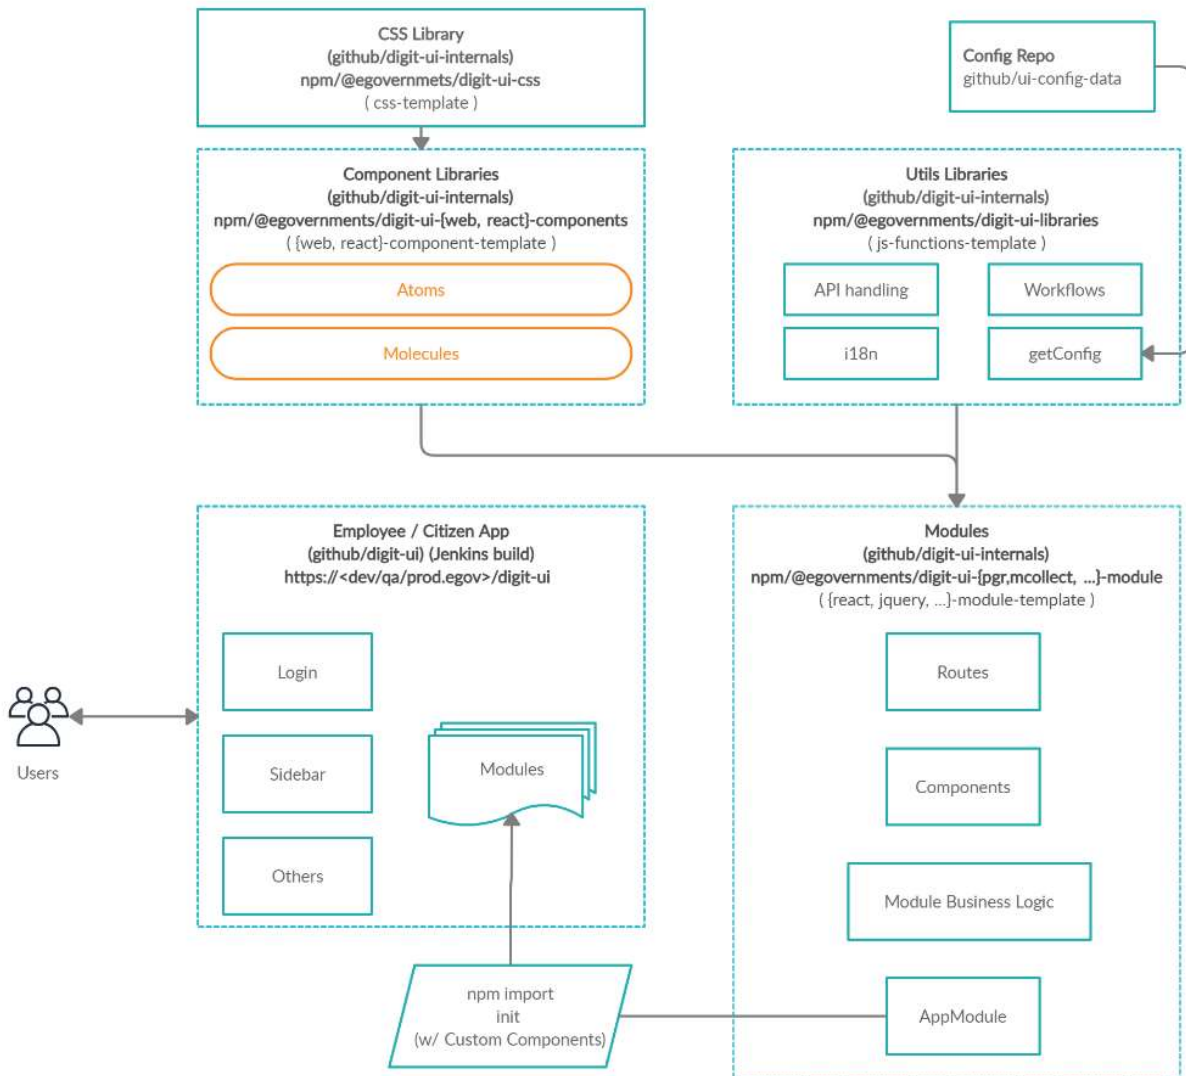 CSS Library
(github/digit-ui-internals)
npm/@egovernmets/digit-ui-css
( css-template )
Config Repo
github/ui-config-data
Component Libraries
(github/digit-ui-internals)
npm/@egovernments/digit-ui-{web, react}-components
( {web, react}-component-template )
Atoms
Molecules
Utils Libraries
(github/digit-ui-internals)
npm/@egovernments/digit-ui-libraries
( js-functions-template )
API handling
Workflows
i18n
getConfig
Employee / Citizen App
(github/digit-ui) (Jenkins build)
https://<dev/qa/prod.egov>/digit-ui
Login
Sidebar
Others
Modules
Users
npm import
init
(w/ Custom Components)
Modules
(github/digit-ui-internals)
npm/@egovernments/digit-ui-{pgr,mcollect, ...}-module
( {react, jquery, ...}-module-template )
Routes
Components
Module Business Logic
AppModule